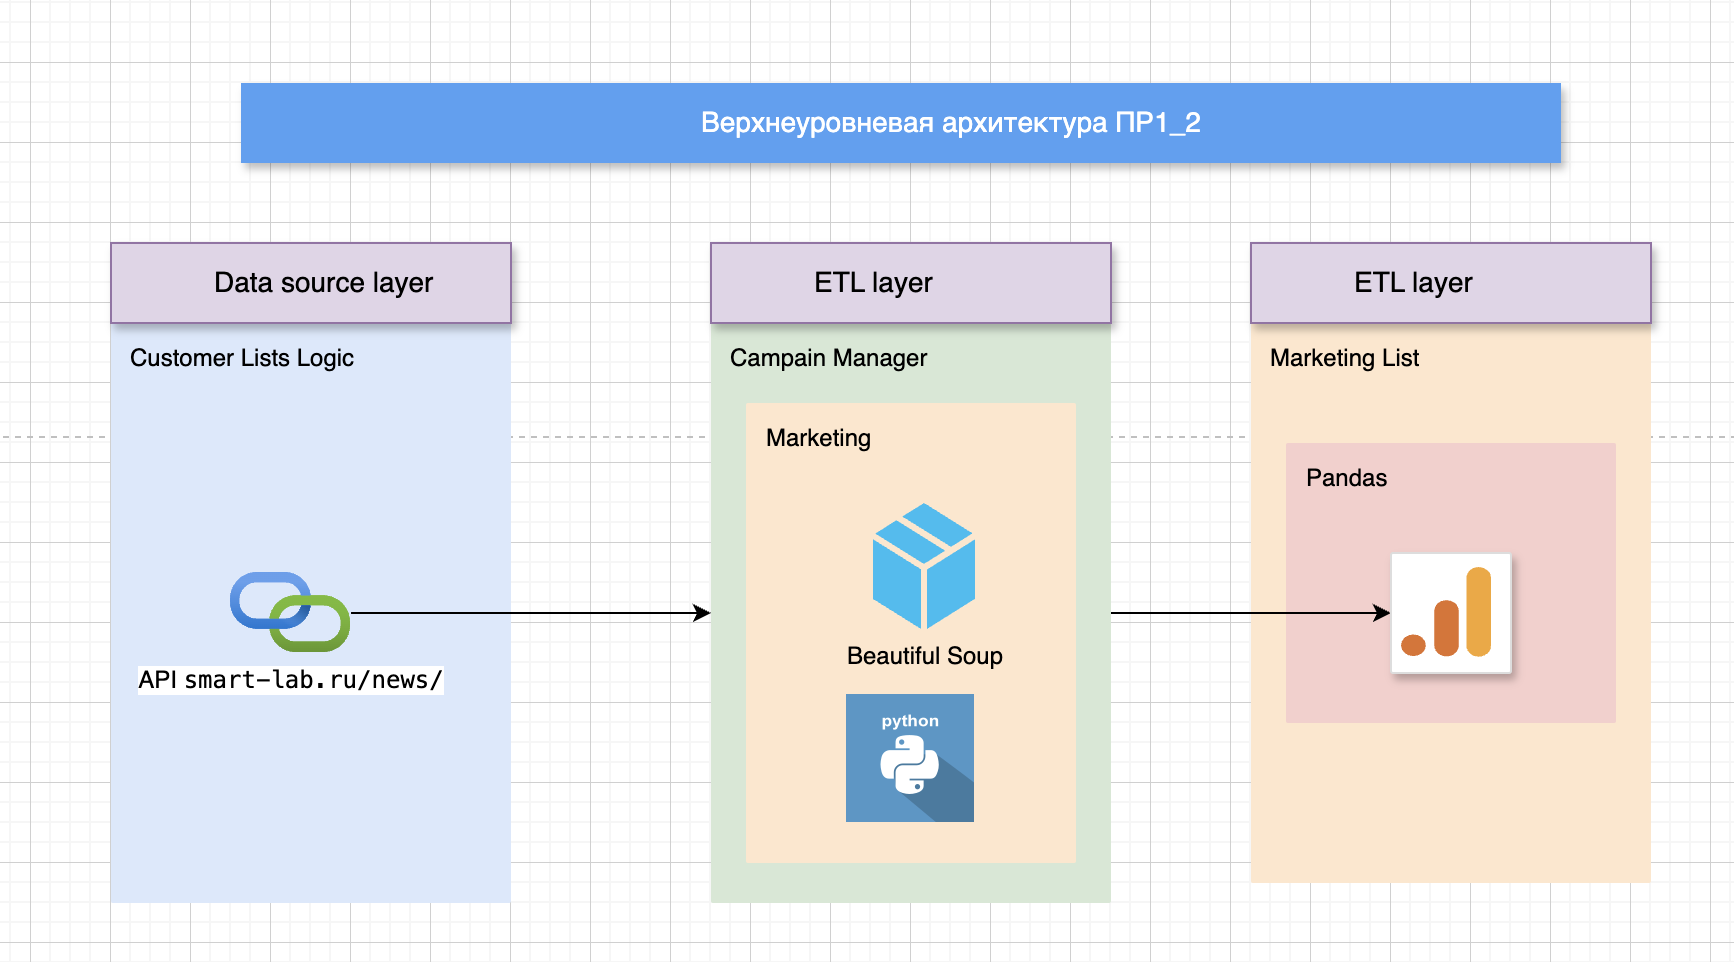 Верхнеуровневая архитектура ПР1_2
Data source layer
Customer Lists Logic
API smart-lab.ru/news/
ETL layer
Campain Manager
Marketing
Beautiful Soup
python
ETL layer
Marketing List
Pandas